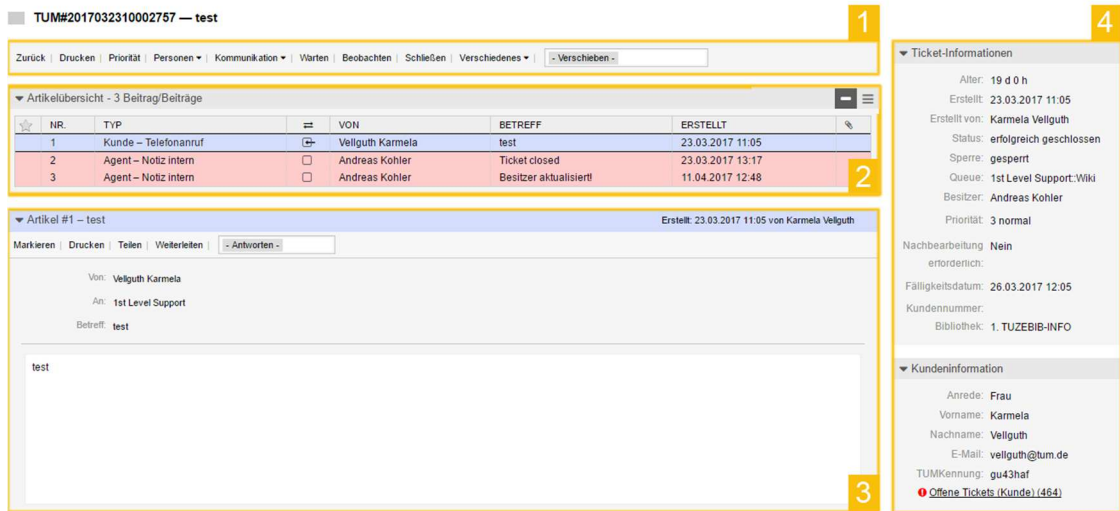 TUM#2017032310002757 — test
1
Zurück | Drucken | Priorität | Personen ▾ | Kommunikation ▾ | Warten | Beobachten | Schließen | Verschiedenes ▾ | - Verschieben -
Artikelübersicht - 3 Beitrag/Beiträge
NR. TYP VON BETREFF ERSTELLT
1 Kunde – Telefonanruf Vellguth Karmela test 23.03.2017 11:05
2 Agent – Notiz intern Andreas Kohler Ticket closed 23.03.2017 13:17
3 Agent – Notiz intern Andreas Kohler Besitzer aktualisiert! 11.04.2017 12:48
2
Artikel #1 – test Erstellt: 23.03.2017 11:05 von Karmela Vellguth
Markieren | Drucken | Teilen | Weiterleiten | - Antworten -
Von: Vellguth Karmela
An: 1st Level Support
Betreff: test
test
3
4
Ticket-Informationen
Alter: 19 d 0 h
Erstellt: 23.03.2017 11:05
Erstellt von: Karmela Vellguth
Status: erfolgreich geschlossen
Sperre: gesperrt
Queue: 1st Level Support::Wiki
Besitzer: Andreas Kohler
Priorität: 3 normal
Nachbearbeitung Nein
erforderlich:
Fälligkeitsdatum: 26.03.2017 12:05
Kundennummer:
Bibliothek: 1. TUZEBIB-INFO
Kundeninformation
Anrede: Frau
Vorname: Karmela
Nachname: Vellguth
E-Mail: vellguth@tum.de
TUMKennung: gu43haf
Offene Tickets (Kunde) (464)